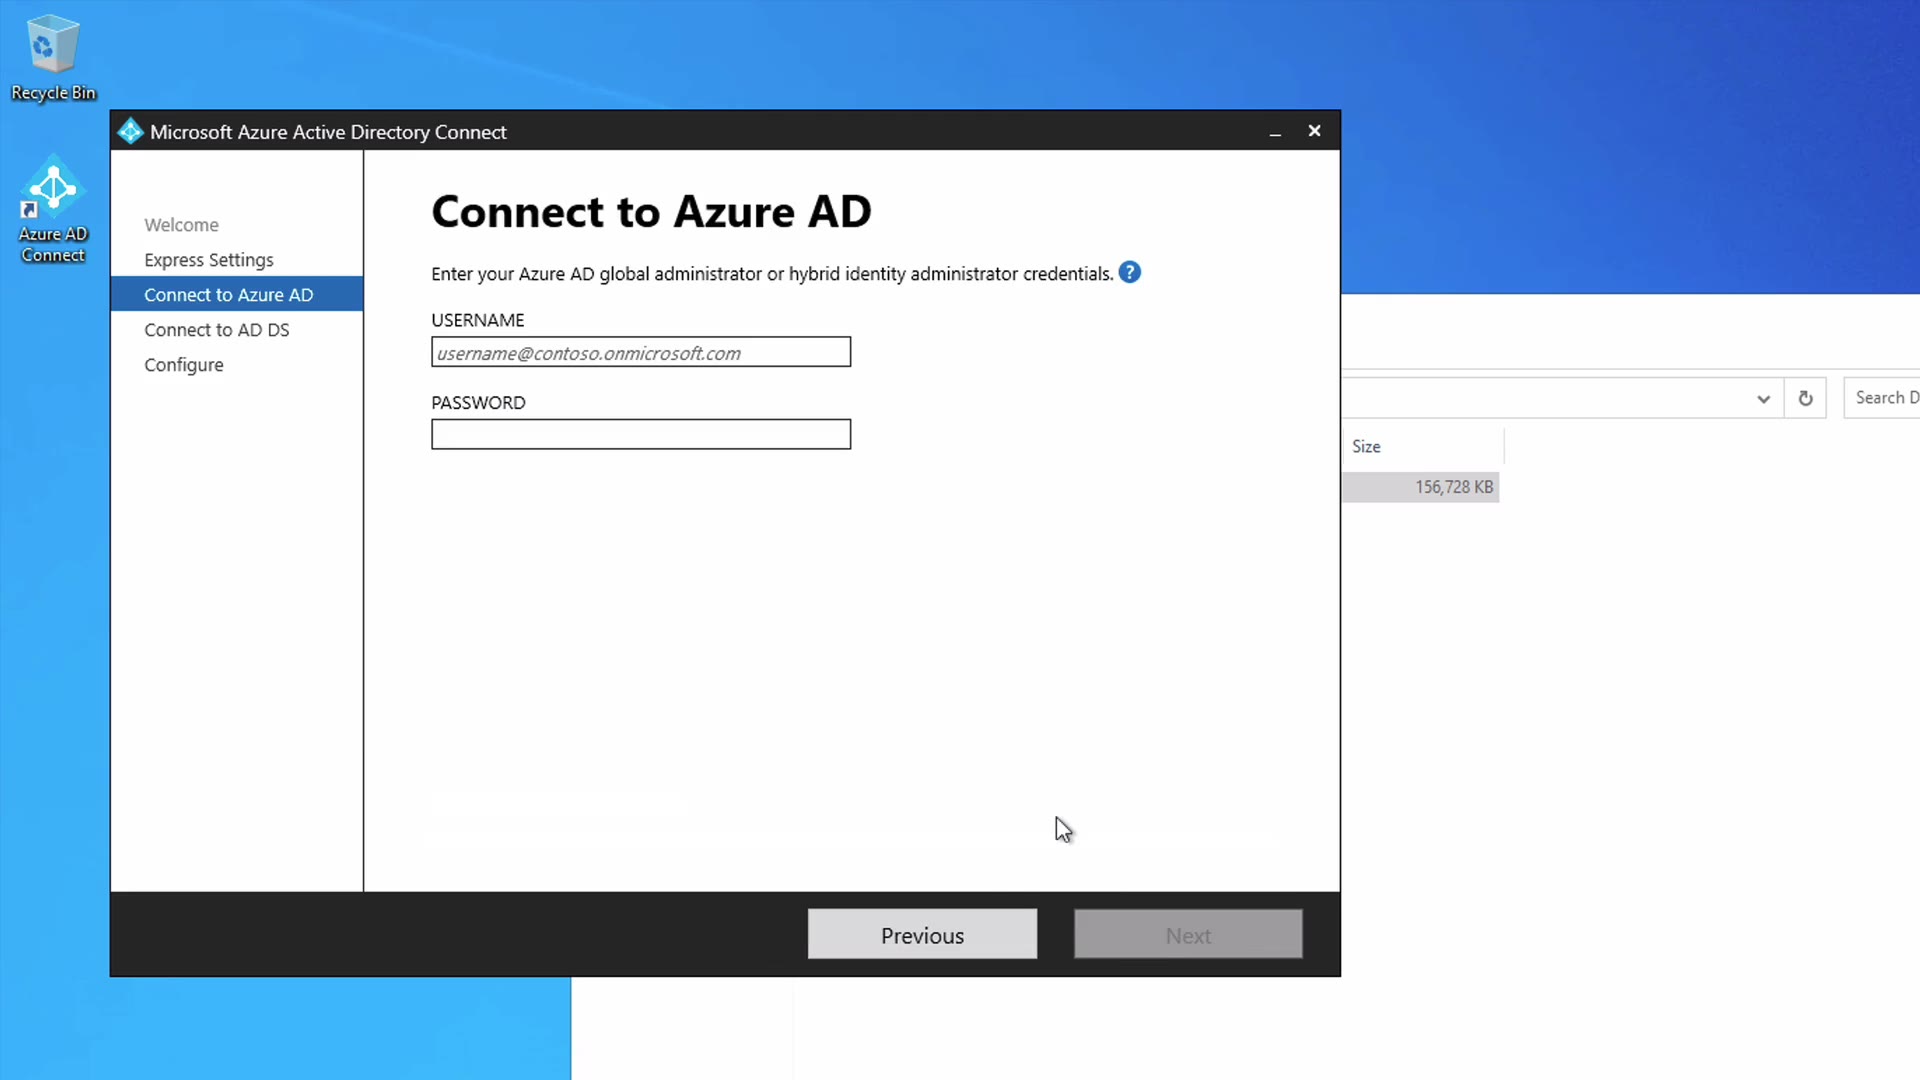 Recycle Bin
Azure AD
Connect
Microsoft Azure Active Directory Connect
Welcome
Express Settings
Connect to Azure AD
Connect to AD DS
Configure
Connect to Azure AD
Enter your Azure AD global administrator or hybrid identity administrator credentials. ?
USERNAME
username@contoso.onmicrosoft.com
PASSWORD
Previous
Next
Search D
Size
156,728 KB